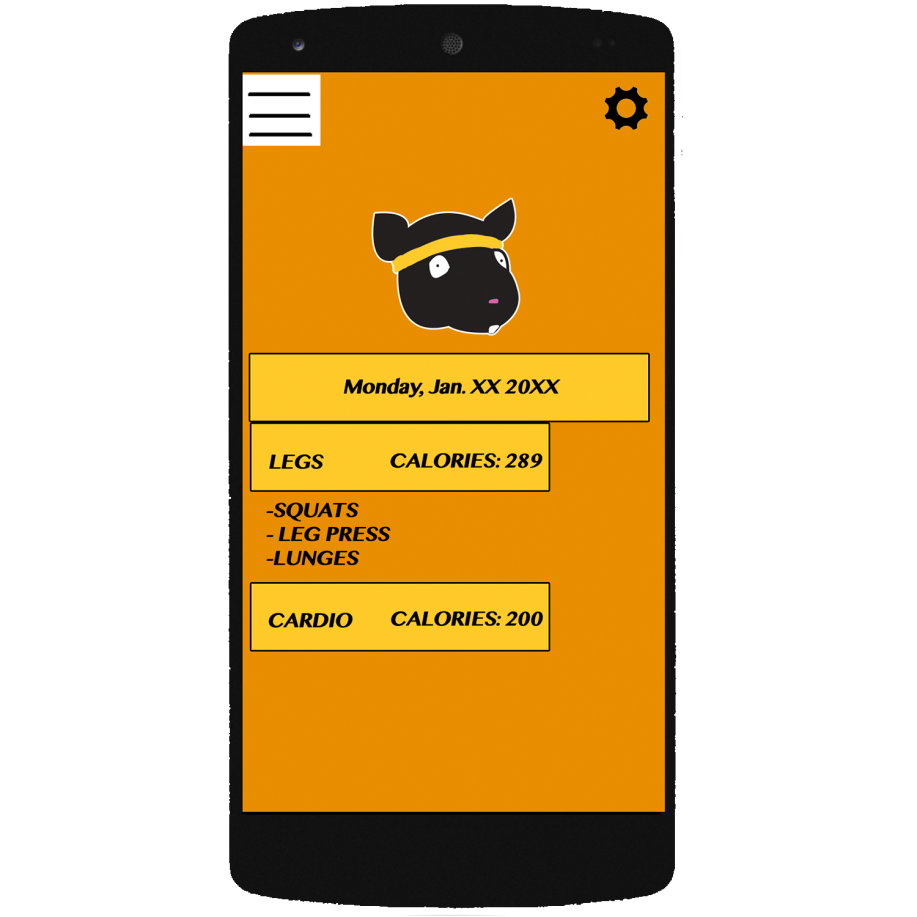 Monday, Jan. XX 20XX
LEGS CALORIES: 289
-SQUATS
- LEG PRESS
-LUNGES
CARDIO CALORIES: 200